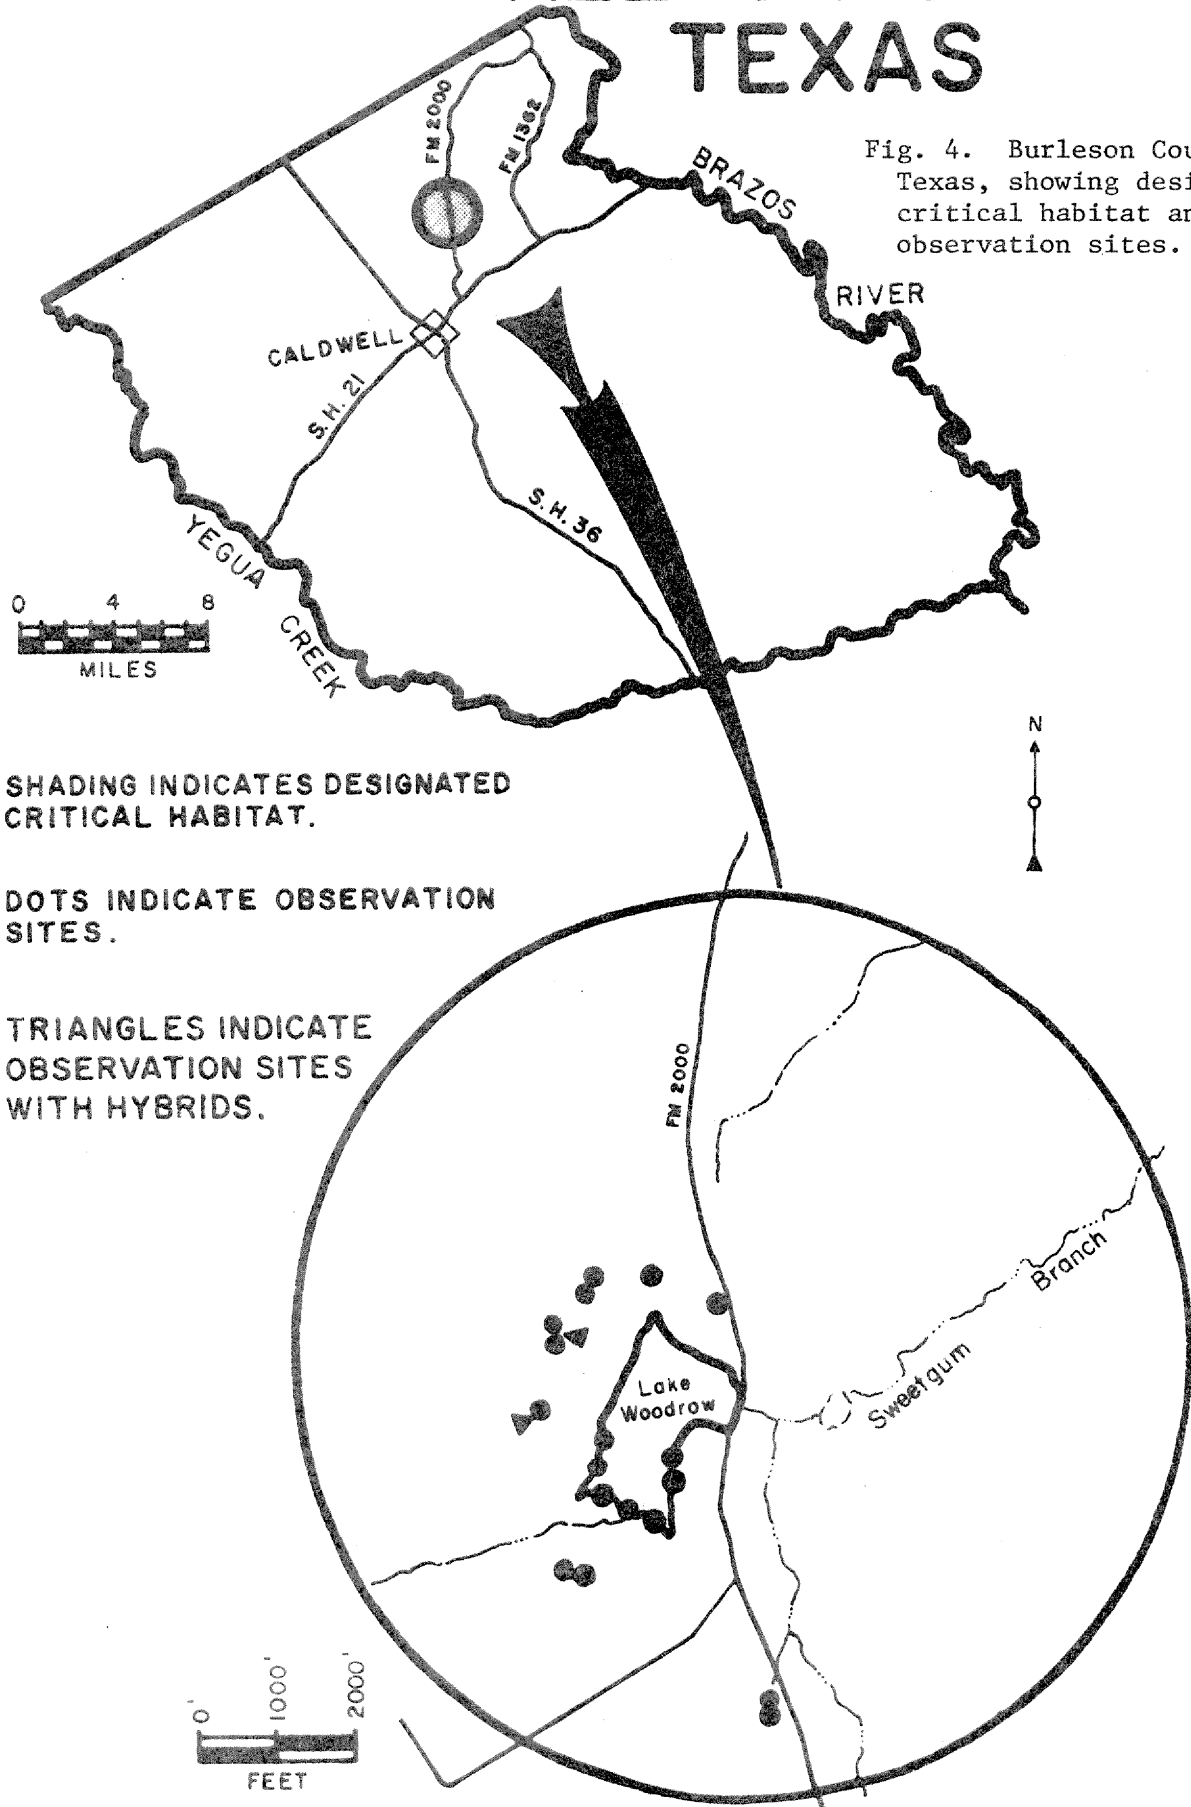 TEXAS
Fig. 4. Burleson Cou
Texas, showing desi
critical habitat an
observation sites.
FM 2000
FM 1362
BRAZOS
RIVER
CALDWELL
S.H. 21
S.H. 36
YEGUA
CREEK
0 4 8
MILES
N
SHADING INDICATES DESIGNATED
CRITICAL HABITAT.
DOTS INDICATE OBSERVATION
SITES.
TRIANGLES INDICATE
OBSERVATION SITES
WITH HYBRIDS.
FM 2000
Branch
Sweetgum
Lake
Woodrow
0' 1000' 2000'
FEET